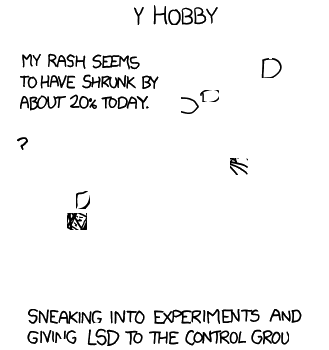 Y HOBBY
MY RASH SEEMS
TO HAVE SHRUNK BY
ABOUT 20% TODAY.
?
SNEAKING INTO EXPERIMENTS AND
GIVING LSD TO THE CONTROL GROU